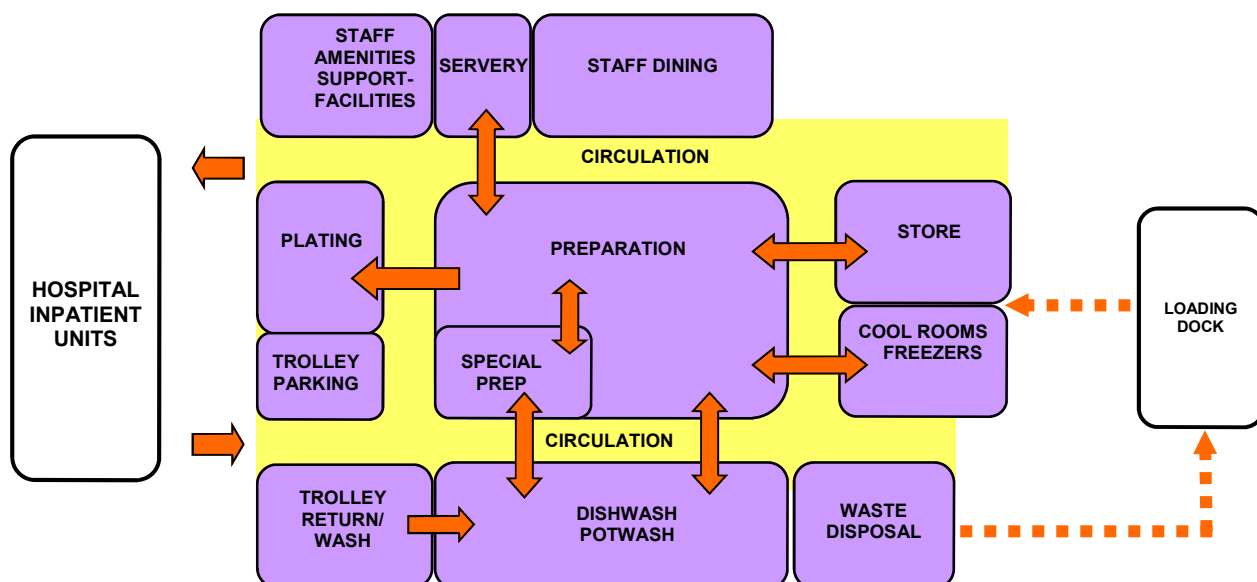 STAFF
AMENITIES
SUPPORT-
FACILITIES
SERVERY
STAFF DINING
CIRCULATION
HOSPITAL
INPATIENT
UNITS
PLATING
PREPARATION
STORE
LOADING
DOCK
TROLLEY
PARKING
SPECIAL
PREP
COOL ROOMS
FREEZERS
CIRCULATION
TROLLEY
RETURN/
WASH
DISHWASH
POTWASH
WASTE
DISPOSAL